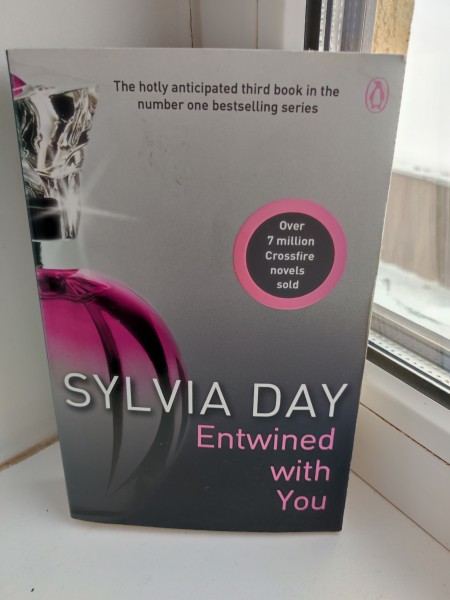 The hotly anticipated third book in the
number one bestselling series
Over
7 million
Crossfire
novels
sold
SYLVIA DAY
Entwined
with
You